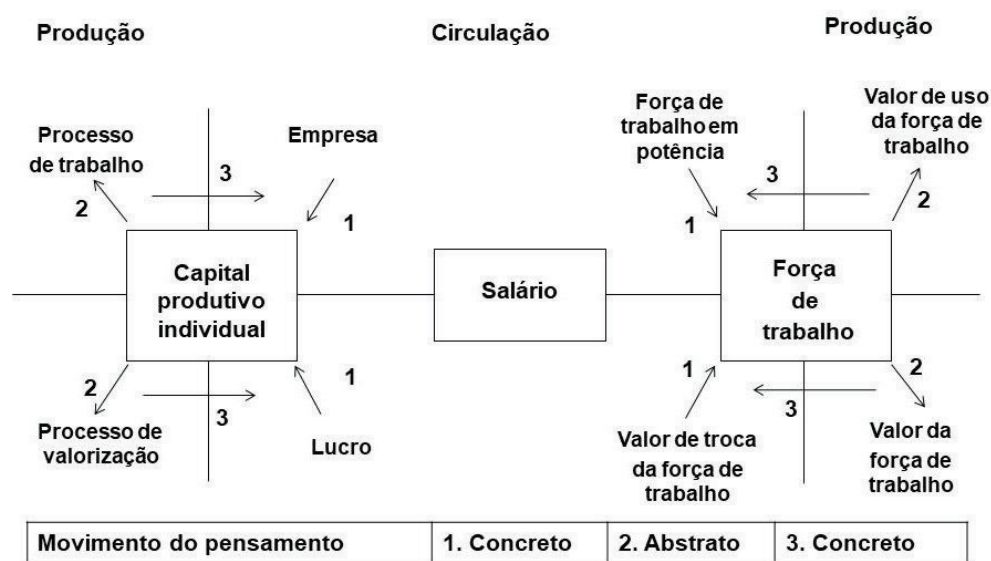 Produção
Circulação
Produção
Processo
de trabalho
2
3
Empresa
1
Força de
trabalho em
potência
1
3
Valor de uso
da força de
trabalho
2
Capital
produtivo
individual
Salário
Força
de
trabalho
2
3
1
Processo de
valorização
Lucro
1
3
2
Valor de troca
da força de
trabalho
Valor da
força de
trabalho
Movimento do pensamento
1. Concreto
2. Abstrato
3. Concreto